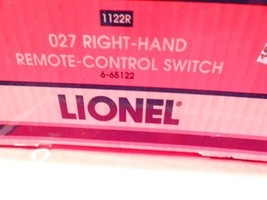 1122R
027 RIGHT-HAND
REMOTE-CONTROL SWITCH
6-65122
LIONEL®